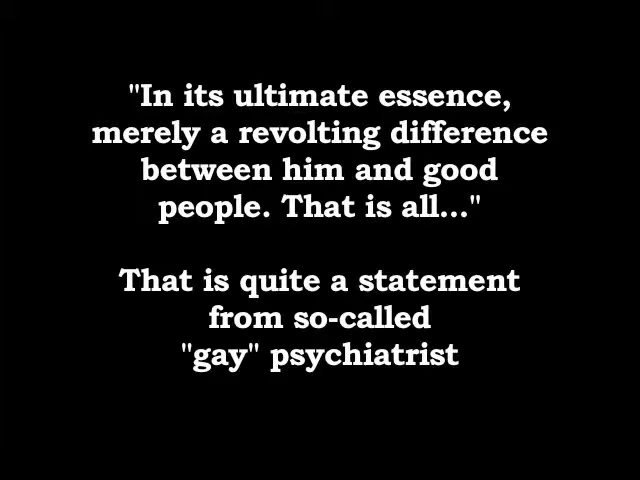 "In its ultimate essence,
merely a revolting difference
between him and good
people. That is all..."
That is quite a statement
from so-called
"gay" psychiatrist